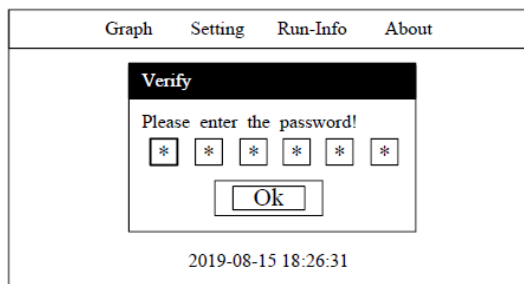 Graph Setting Run-Info About
Verify
Please enter the password!
* * * * * *
Ok
2019-08-15 18:26:31